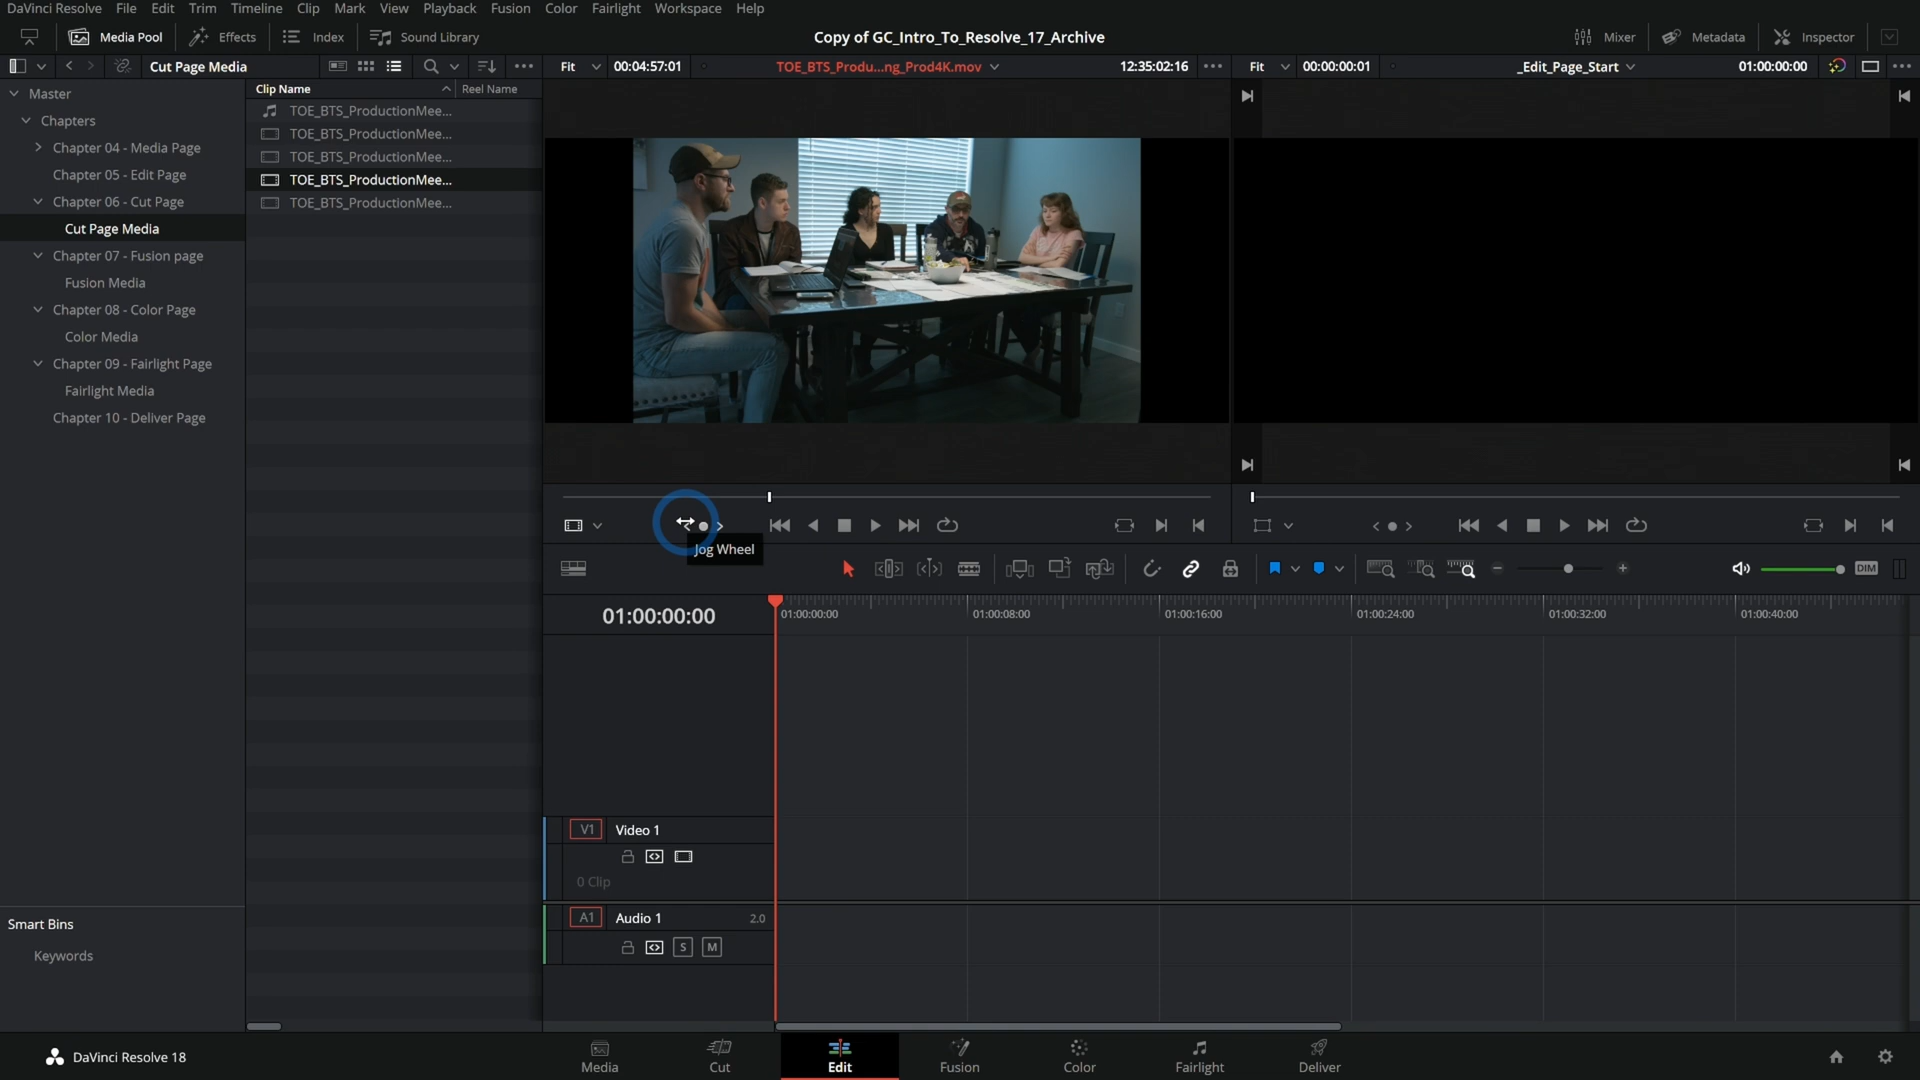 DaVinci Resolve File Edit Trim Timeline Clip Mark View Playback Fusion Color Fairlight Workspace Help
Media Pool Effects Index Sound Library Copy of GC_Intro_To_Resolve_17_Archive Mixer Metadata Inspector
Cut Page Media Fit 00:04:57:01 TOE_BTS_Produ...ng_Prod4K.mov 12:35:02:16 Fit 00:00:00:01 _Edit_Page_Start 01:00:00:00
Clip Name Reel Name
Master
Chapters
Chapter 04 - Media Page
Chapter 05 - Edit Page
Chapter 06 - Cut Page
Cut Page Media
Chapter 07 - Fusion page
Fusion Media
Chapter 08 - Color Page
Color Media
Chapter 09 - Fairlight Page
Fairlight Media
Chapter 10 - Deliver Page
TOE_BTS_ProductionMee...
TOE_BTS_ProductionMee...
TOE_BTS_ProductionMee...
TOE_BTS_ProductionMee...
TOE_BTS_ProductionMee...
Jog Wheel
DIM
01:00:00:00
01:00:00:00 01:00:08:00 01:00:16:00 01:00:24:00 01:00:32:00 01:00:40:00
V1 Video 1
0 Clip
A1 Audio 1 2.0
S M
Smart Bins
Keywords
DaVinci Resolve 18
Media Cut Edit Fusion Color Fairlight Deliver